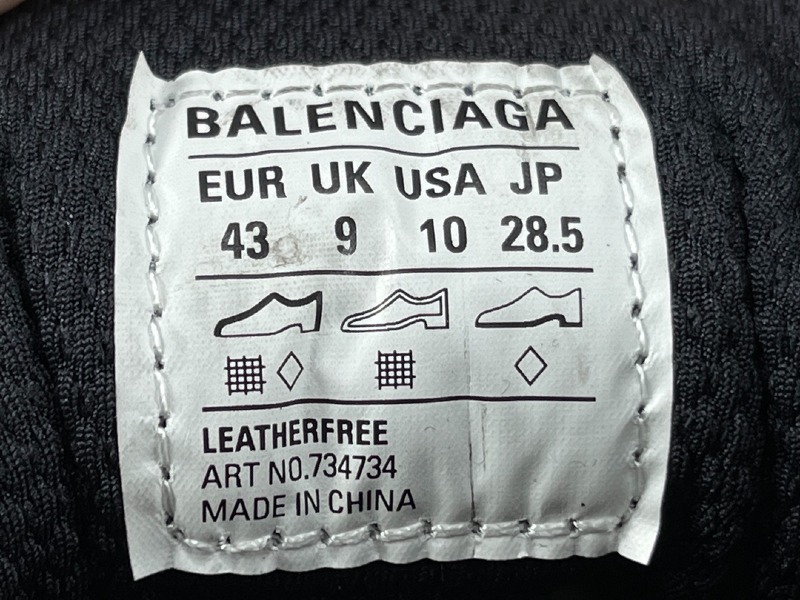 BALENCIAGA
EUR UK USA JP
43 9 10 28.5
LEATHERFREE
ART NO.734734
MADE IN CHINA